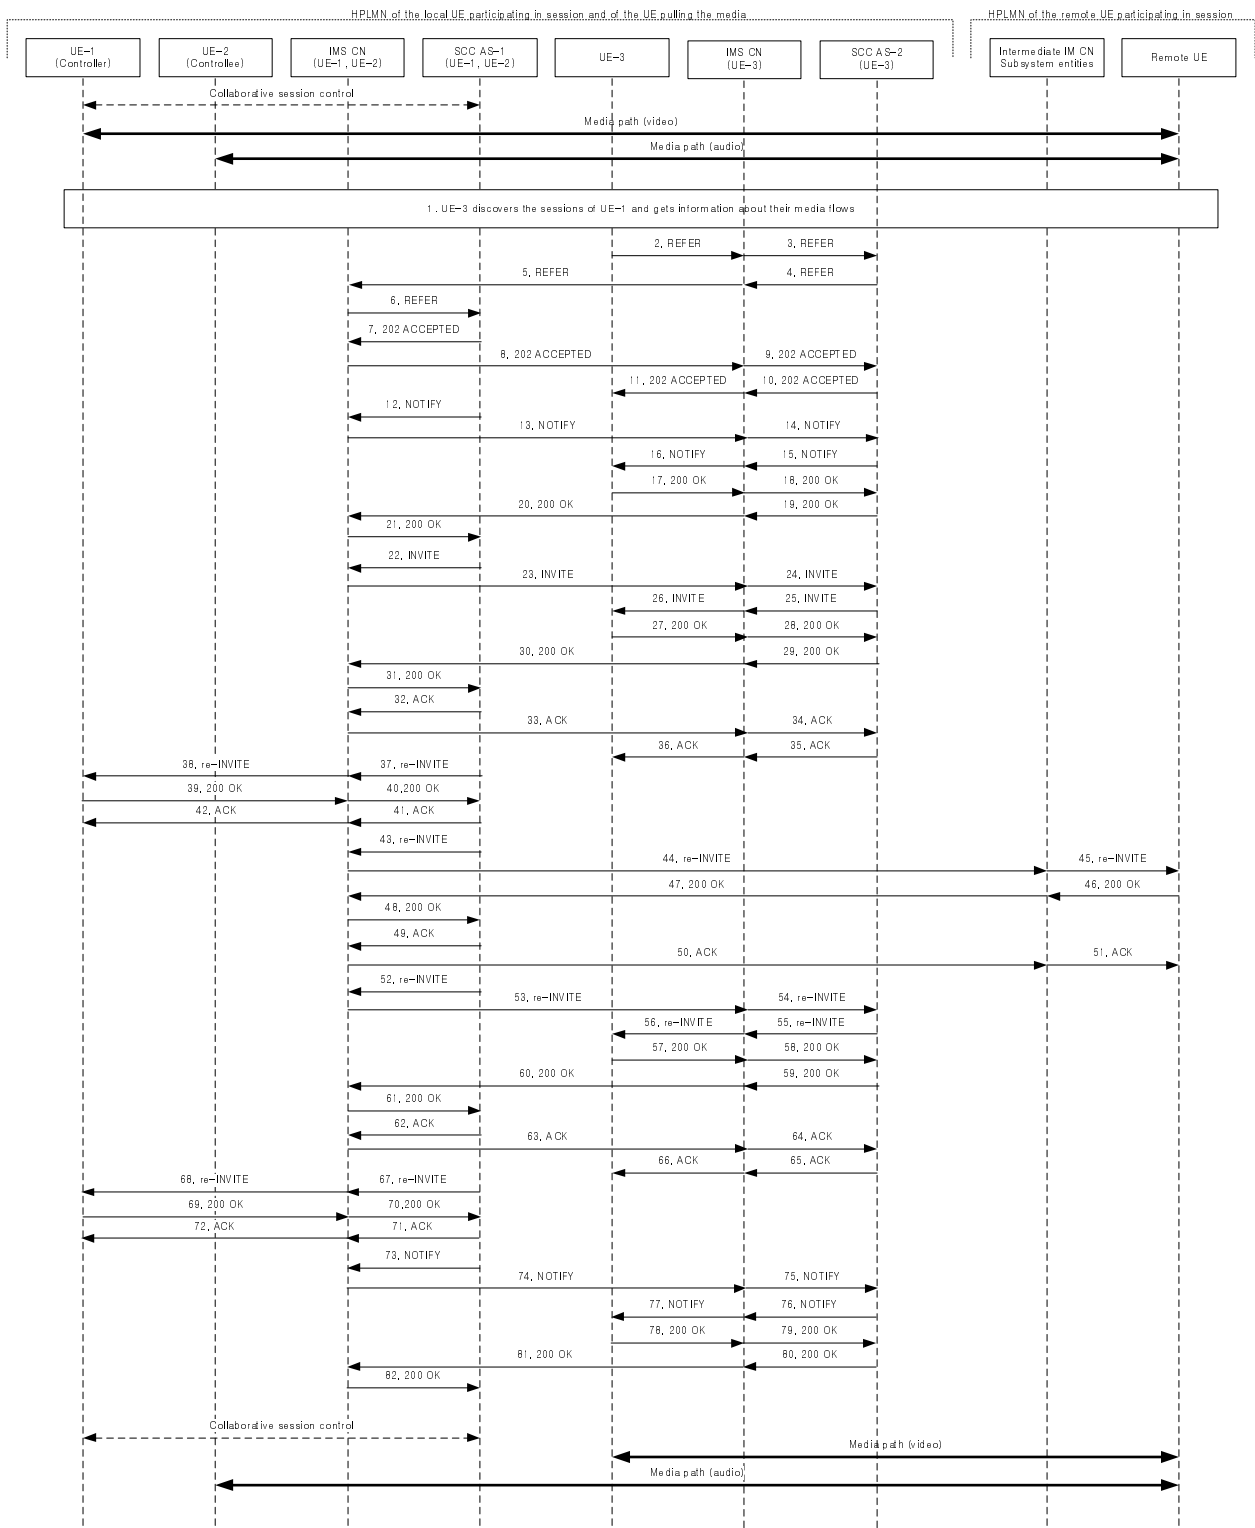 HPLMN of the local UE participating in session and of the UE pulling the media
HPLMN of the remote UE participating in session
UE-1
(Controller)
UE-2
(Controllee)
IMS CN
(UE-1, UE-2)
SCC AS-1
(UE-1, UE-2)
UE-3
IMS CN
(UE-3)
SCC AS-2
(UE-3)
Intermediate IM CN
Subsystem entities
Remote UE
Collaborative session control
Media path (video)
Media path (audio)
1. UE-3 discovers the sessions of UE-1 and gets information about their media flows
2, REFER
3, REFER
5, REFER
4, REFER
6, REFER
7, 202 ACCEPTED
8, 202 ACCEPTED
9, 202 ACCEPTED
11, 202 ACCEPTED
10, 202 ACCEPTED
12, NOTIFY
13, NOTIFY
14, NOTIFY
16, NOTIFY
15, NOTIFY
17, 200 OK
18, 200 OK
20, 200 OK
19, 200 OK
21, 200 OK
22, INVITE
23, INVITE
24, INVITE
26, INVITE
25, INVITE
27, 200 OK
28, 200 OK
30, 200 OK
29, 200 OK
31, 200 OK
32, ACK
33, ACK
34, ACK
36, ACK
35, ACK
38, re-INVITE
37, re-INVITE
39, 200 OK
40,200 OK
42, ACK
41, ACK
43, re-INVITE
44, re-INVITE
45, re-INVITE
47, 200 OK
46, 200 OK
48, 200 OK
49, ACK
50, ACK
51, ACK
52, re-INVITE
53, re-INVITE
54, re-INVITE
56, re-INVITE
55, re-INVITE
57, 200 OK
58, 200 OK
60, 200 OK
59, 200 OK
61, 200 OK
62, ACK
63, ACK
64, ACK
66, ACK
65, ACK
68, re-INVITE
67, re-INVITE
69, 200 OK
70,200 OK
72, ACK
71, ACK
73, NOTIFY
74, NOTIFY
75, NOTIFY
77, NOTIFY
76, NOTIFY
78, 200 OK
79, 200 OK
81, 200 OK
80, 200 OK
82, 200 OK
Collaborative session control
Media path (video)
Media path (audio)